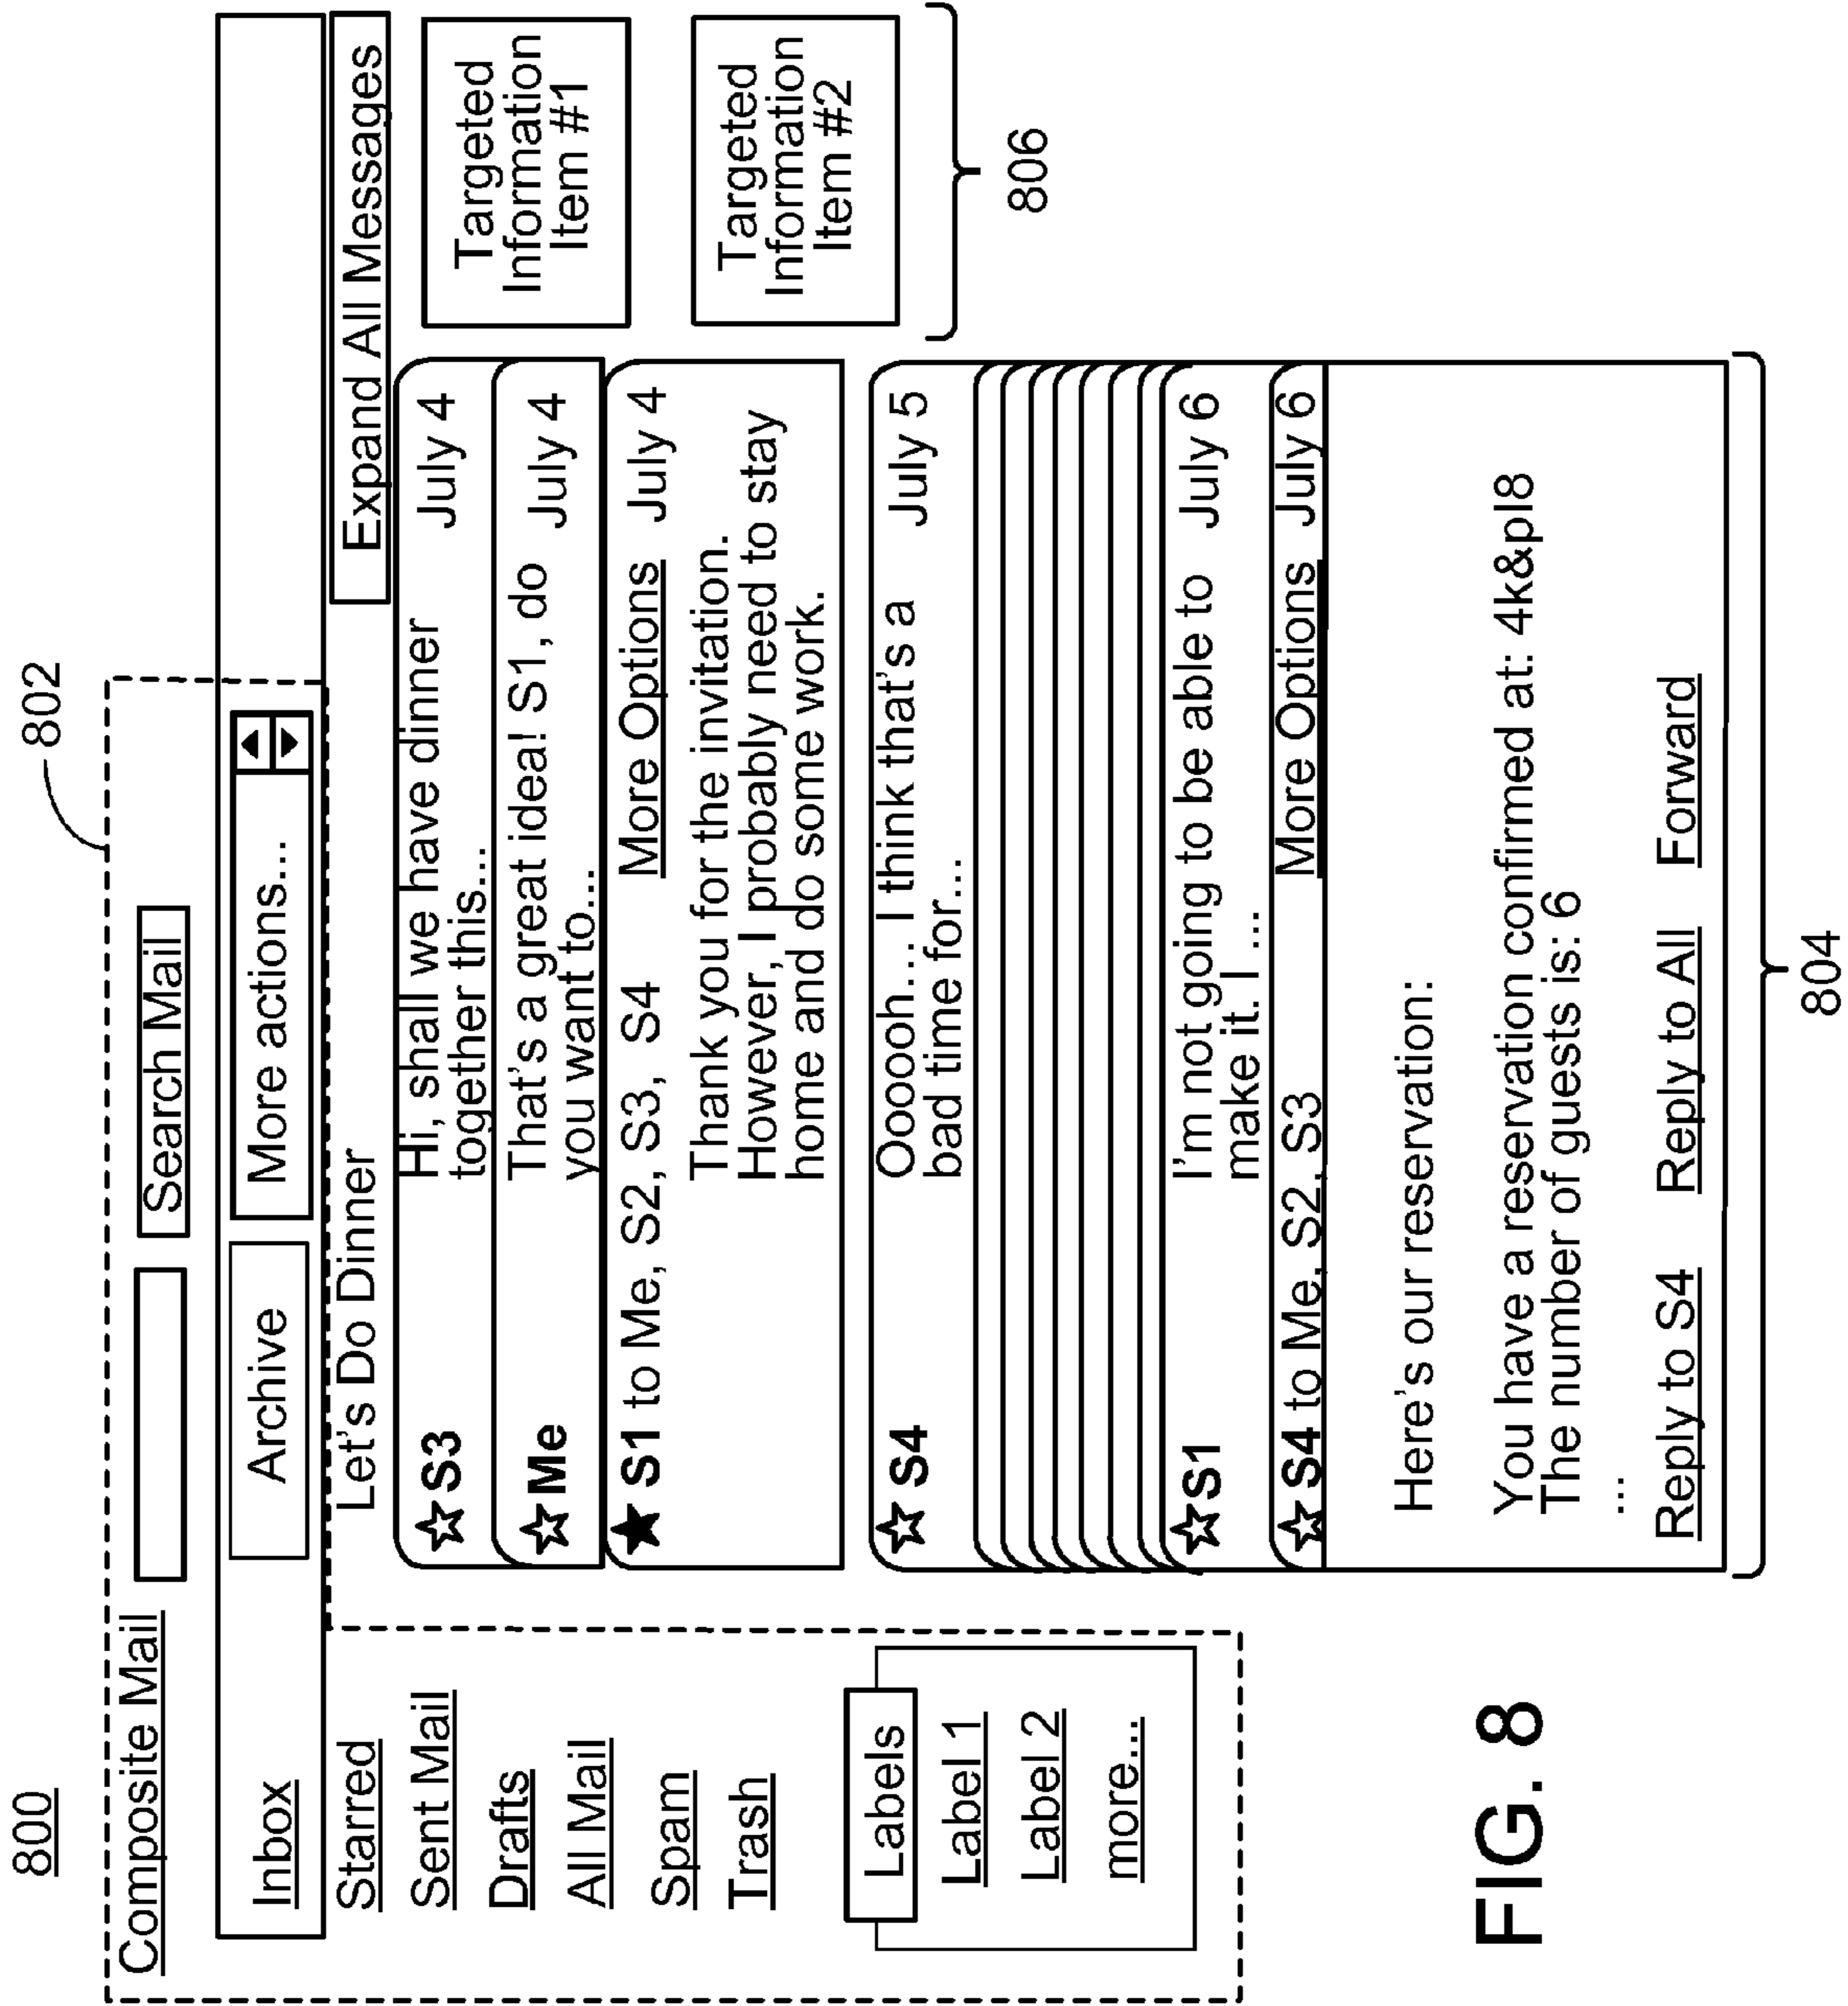 800
802
Composite Mail
Search Mail
Inbox
Archive
More actions...
Starred
Sent Mail
Drafts
All Mail
Spam
Trash
Labels
Label 1
Label 2
more...
Let's Do Dinner
Expand All Messages
S3 Hi, shall we have dinner July 4
together this...
Me That's a great idea! S1, do July 4
you want to...
S1 to Me, S2, S3, S4 More Options July 4
Thank you for the invitation.
However, I probably need to stay
home and do some work.
S4 Oooooh... I think that's a July 5
bad time for...
S1 I'm not going to be able to July 6
make it. I ...
S4 to Me, S2, S3 More Options July 6
Here's our reservation:
You have a reservation confirmed at: 4k&pl8
The number of guests is: 6
...
Reply to S4 Reply to All Forward
804
Targeted
Information
Item #1
Targeted
Information
Item #2
806
FIG. 8